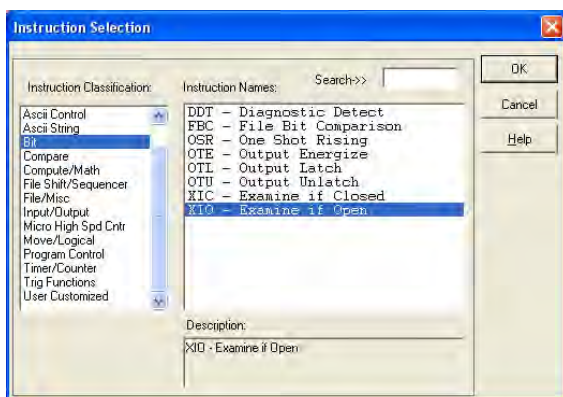 Instruction Selection
Instruction Classification:
Ascii Control
Ascii String
Bit
Compare
Compute/Math
File Shift/Sequencer
File/Misc
Input/Output
Micro High Spd Cntr
Move/Logical
Program Control
Timer/Counter
Trig Functions
User Customized
Instruction Names:
Search->>
DDT - Diagnostic Detect
FBC - File Bit Comparison
OSR - One Shot Rising
OTE - Output Energize
OTL - Output Latch
OTU - Output Unlatch
XIC - Examine if Closed
XIO - Examine if Open
Description:
XIO - Examine if Open
OK
Cancel
Help